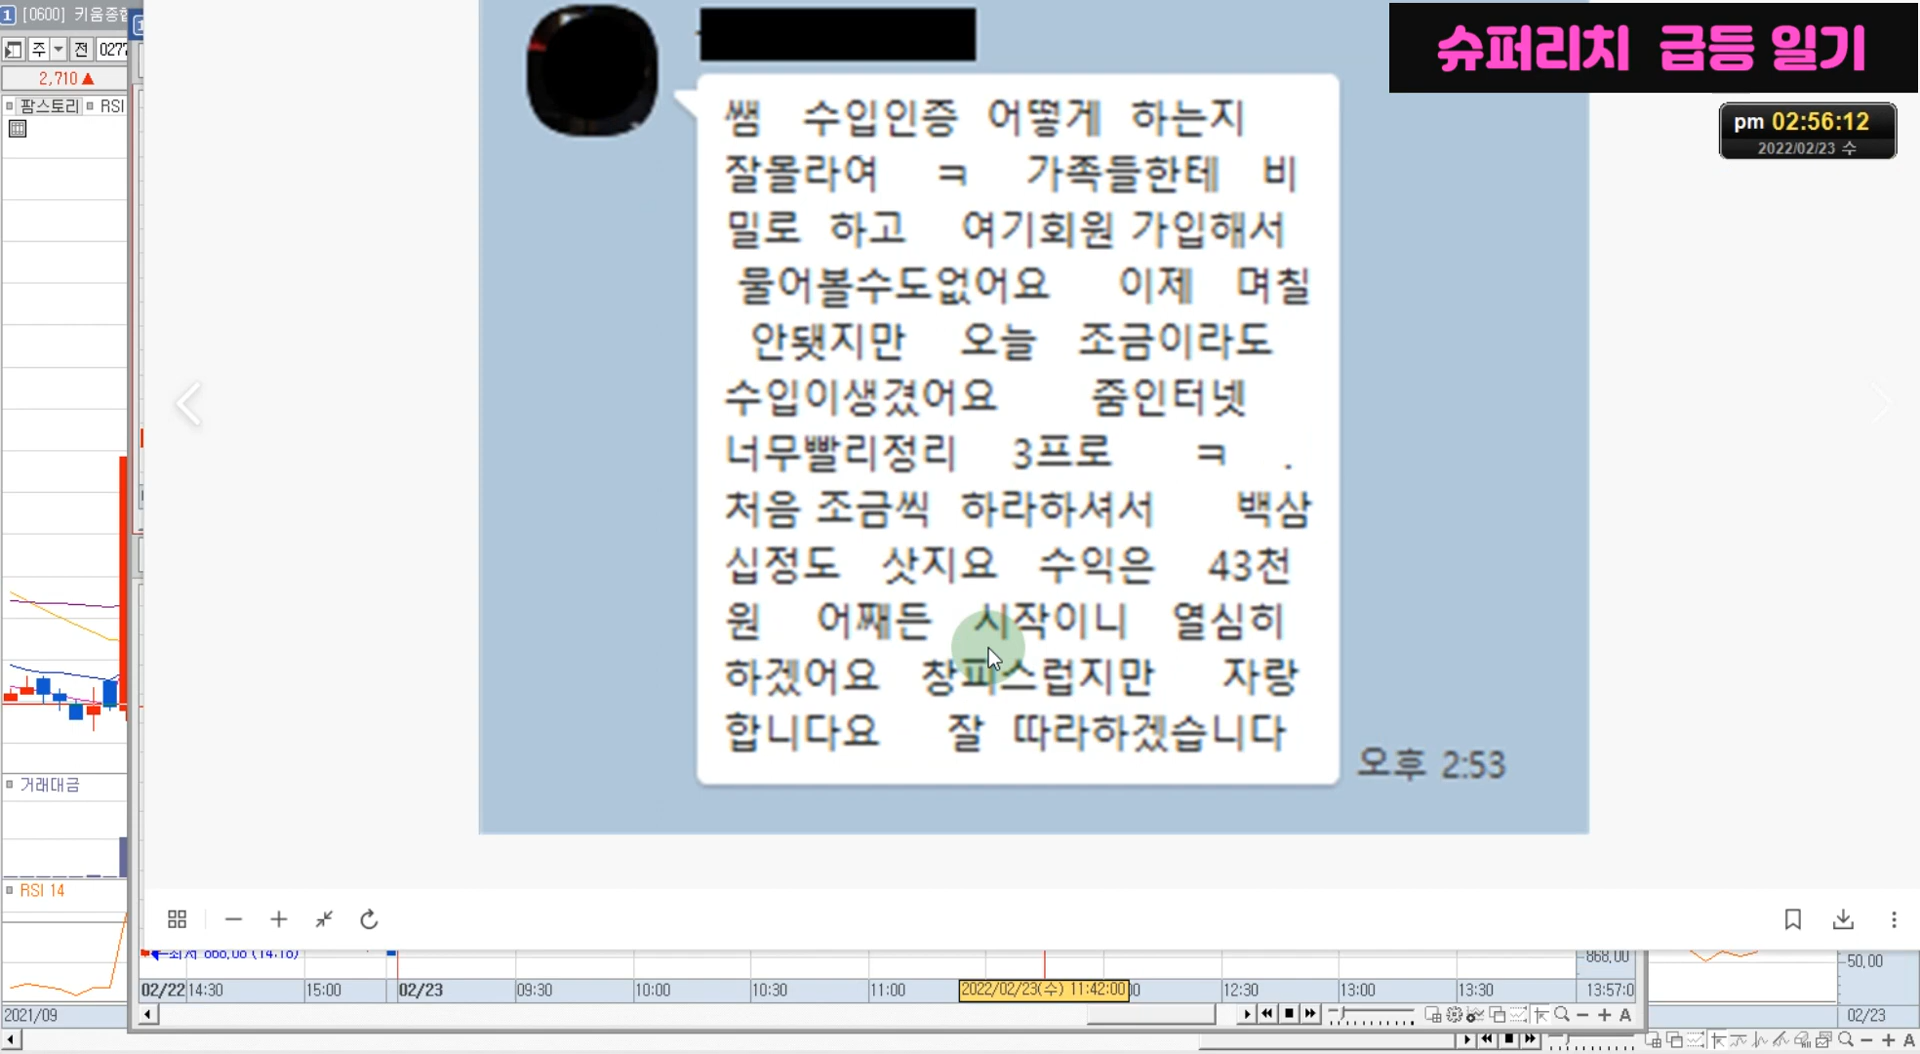 1 [0600] 키움종합
주 전 0277
2,710 ▲
팜스토리 RSI
슈퍼리치 급등 일기
pm 02:56:12
2022/02/23 수
쌤 수입인증 어떻게 하는지
잘몰라여 ㅋ 가족들한테 비
밀로 하고 여기회원 가입해서
물어볼수도없어요 이제 며칠
안됏지만 오늘 조금이라도
수입이생겼어요 줌인터넷
너무빨리정리 3프로 ㅋ .
처음 조금씩 하라하셔서 백삼
십정도 삿지요 수익은 43천
원 어째든 시작이니 열심히
하겠어요 창피스럽지만 자랑
합니다요 잘 따라하겠습니다
오후 2:53
거래대금
RSI 14
868,00
50,00
02/22 14:30 15:00 02/23 09:30 10:00 10:30 11:00 2022/02/23(수) 11:42:00 12:30 13:00 13:30 13:57:0
2021/09
02/23